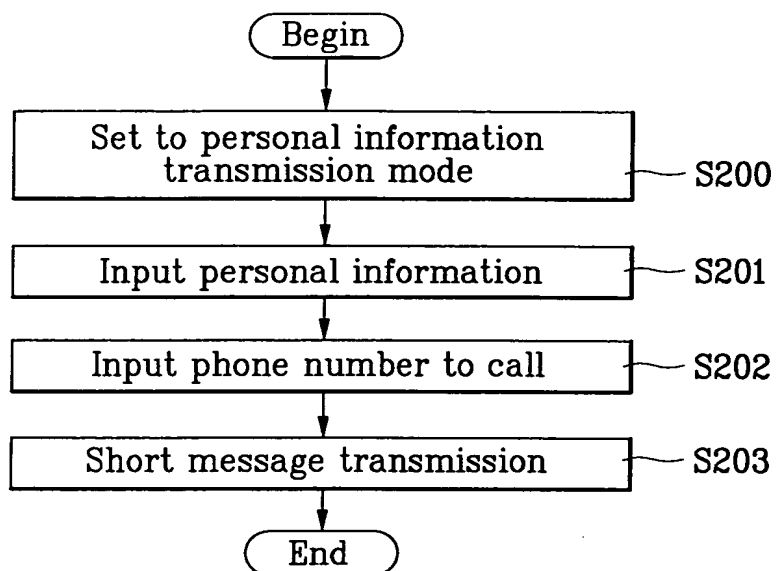 Begin
Set to personal information
transmission mode
S200
Input personal information
S201
Input phone number to call
S202
Short message transmission
S203
End